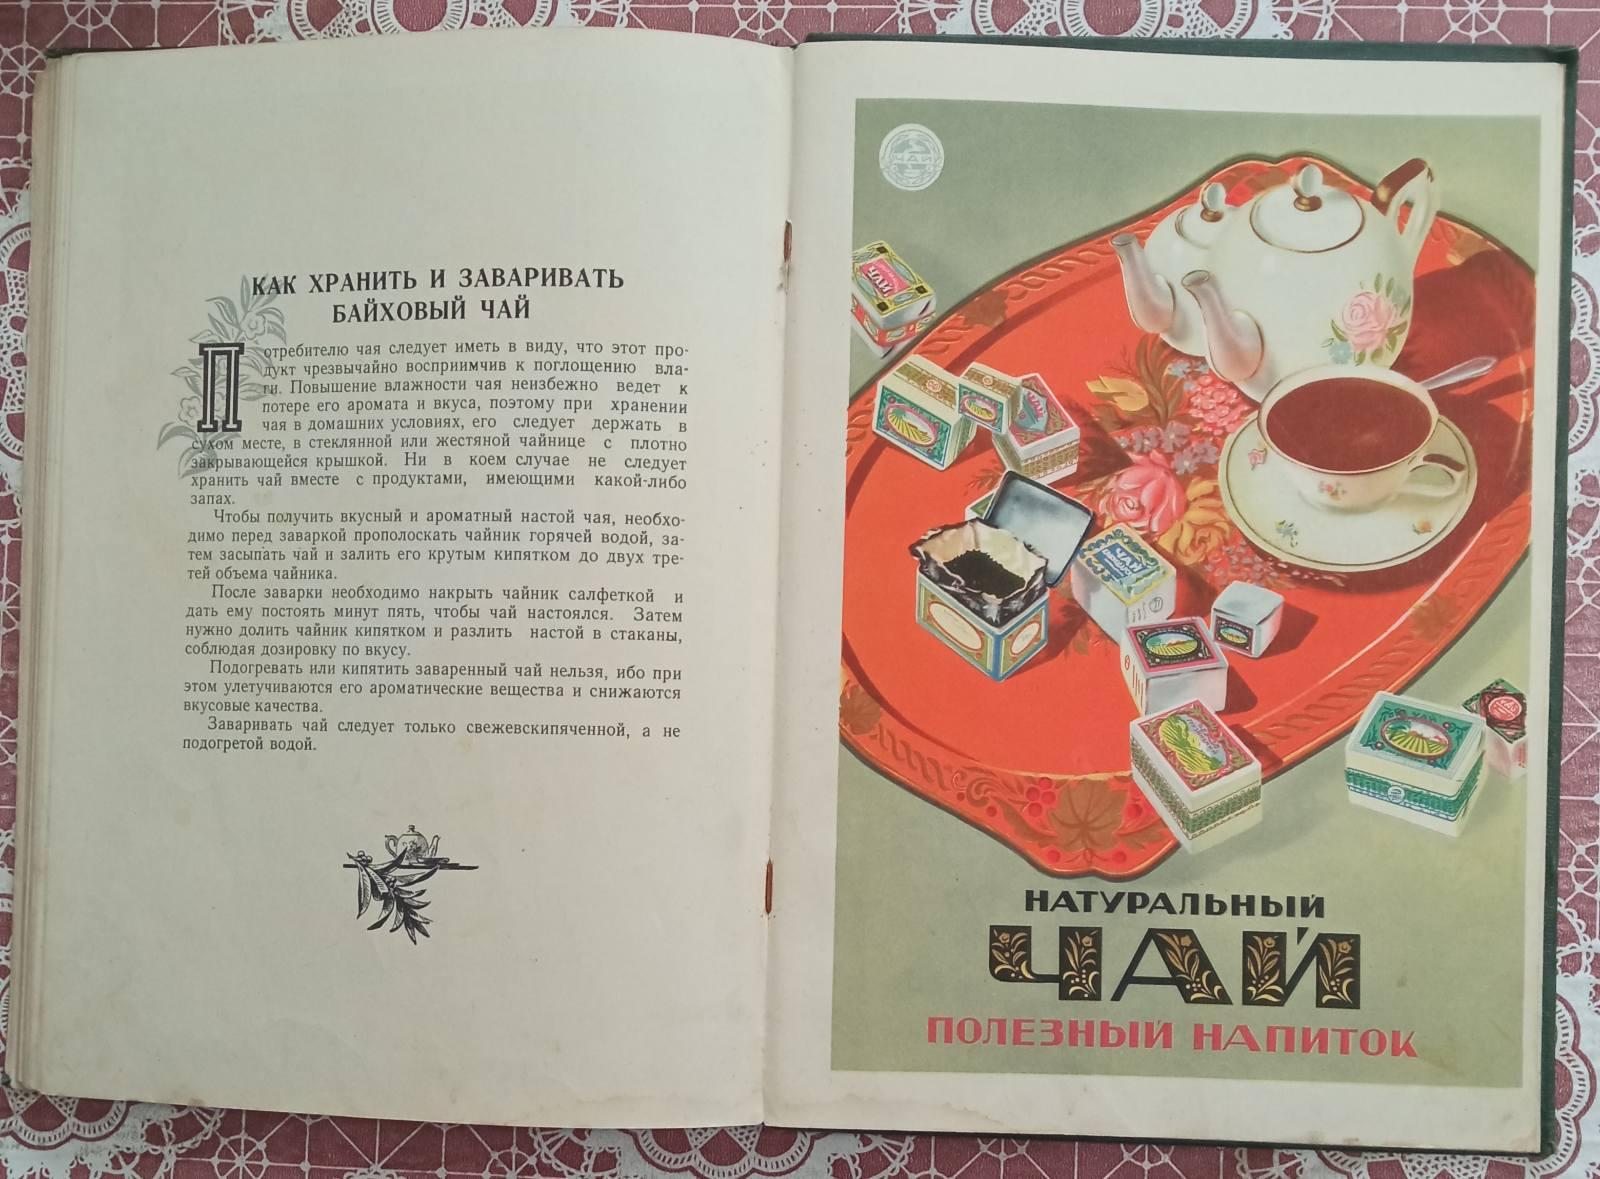 КАК ХРАНИТЬ И ЗАВАРИВАТЬ
БАЙХОВЫЙ ЧАЙ
Потребителю чая следует иметь в виду, что этот про-
дукт чрезвычайно восприимчив к поглощению вла-
ги. Повышение влажности чая неизбежно ведет к
потере его аромата и вкуса, поэтому при хранении
чая в домашних условиях, его следует держать в
сухом месте, в стеклянной или жестяной чайнице с плотно
закрывающейся крышкой. Ни в коем случае не следует
хранить чай вместе с продуктами, имеющими какой-либо
запах.
Чтобы получить вкусный и ароматный настой чая, необхо-
димо перед заваркой прополоскать чайник горячей водой, за-
тем засыпать чай и залить его крутым кипятком до двух тре-
тей объема чайника.
После заварки необходимо накрыть чайник салфеткой и
дать ему постоять минут пять, чтобы чай настоялся. Затем
нужно долить чайник кипятком и разлить настой в стаканы,
соблюдая дозировку по вкусу.
Подогревать или кипятить заваренный чай нельзя, ибо при
этом улетучиваются его ароматические вещества и снижаются
вкусовые качества.
Заваривать чай следует только свежевскипяченной, а не
подогретой водой.
ЧАЙ
ЧАЙ
ЧАЙ
ЧАЙ
ЧАЙ
НАТУРАЛЬНЫЙ
ЧАЙ
ПОЛЕЗНЫЙ НАПИТОК